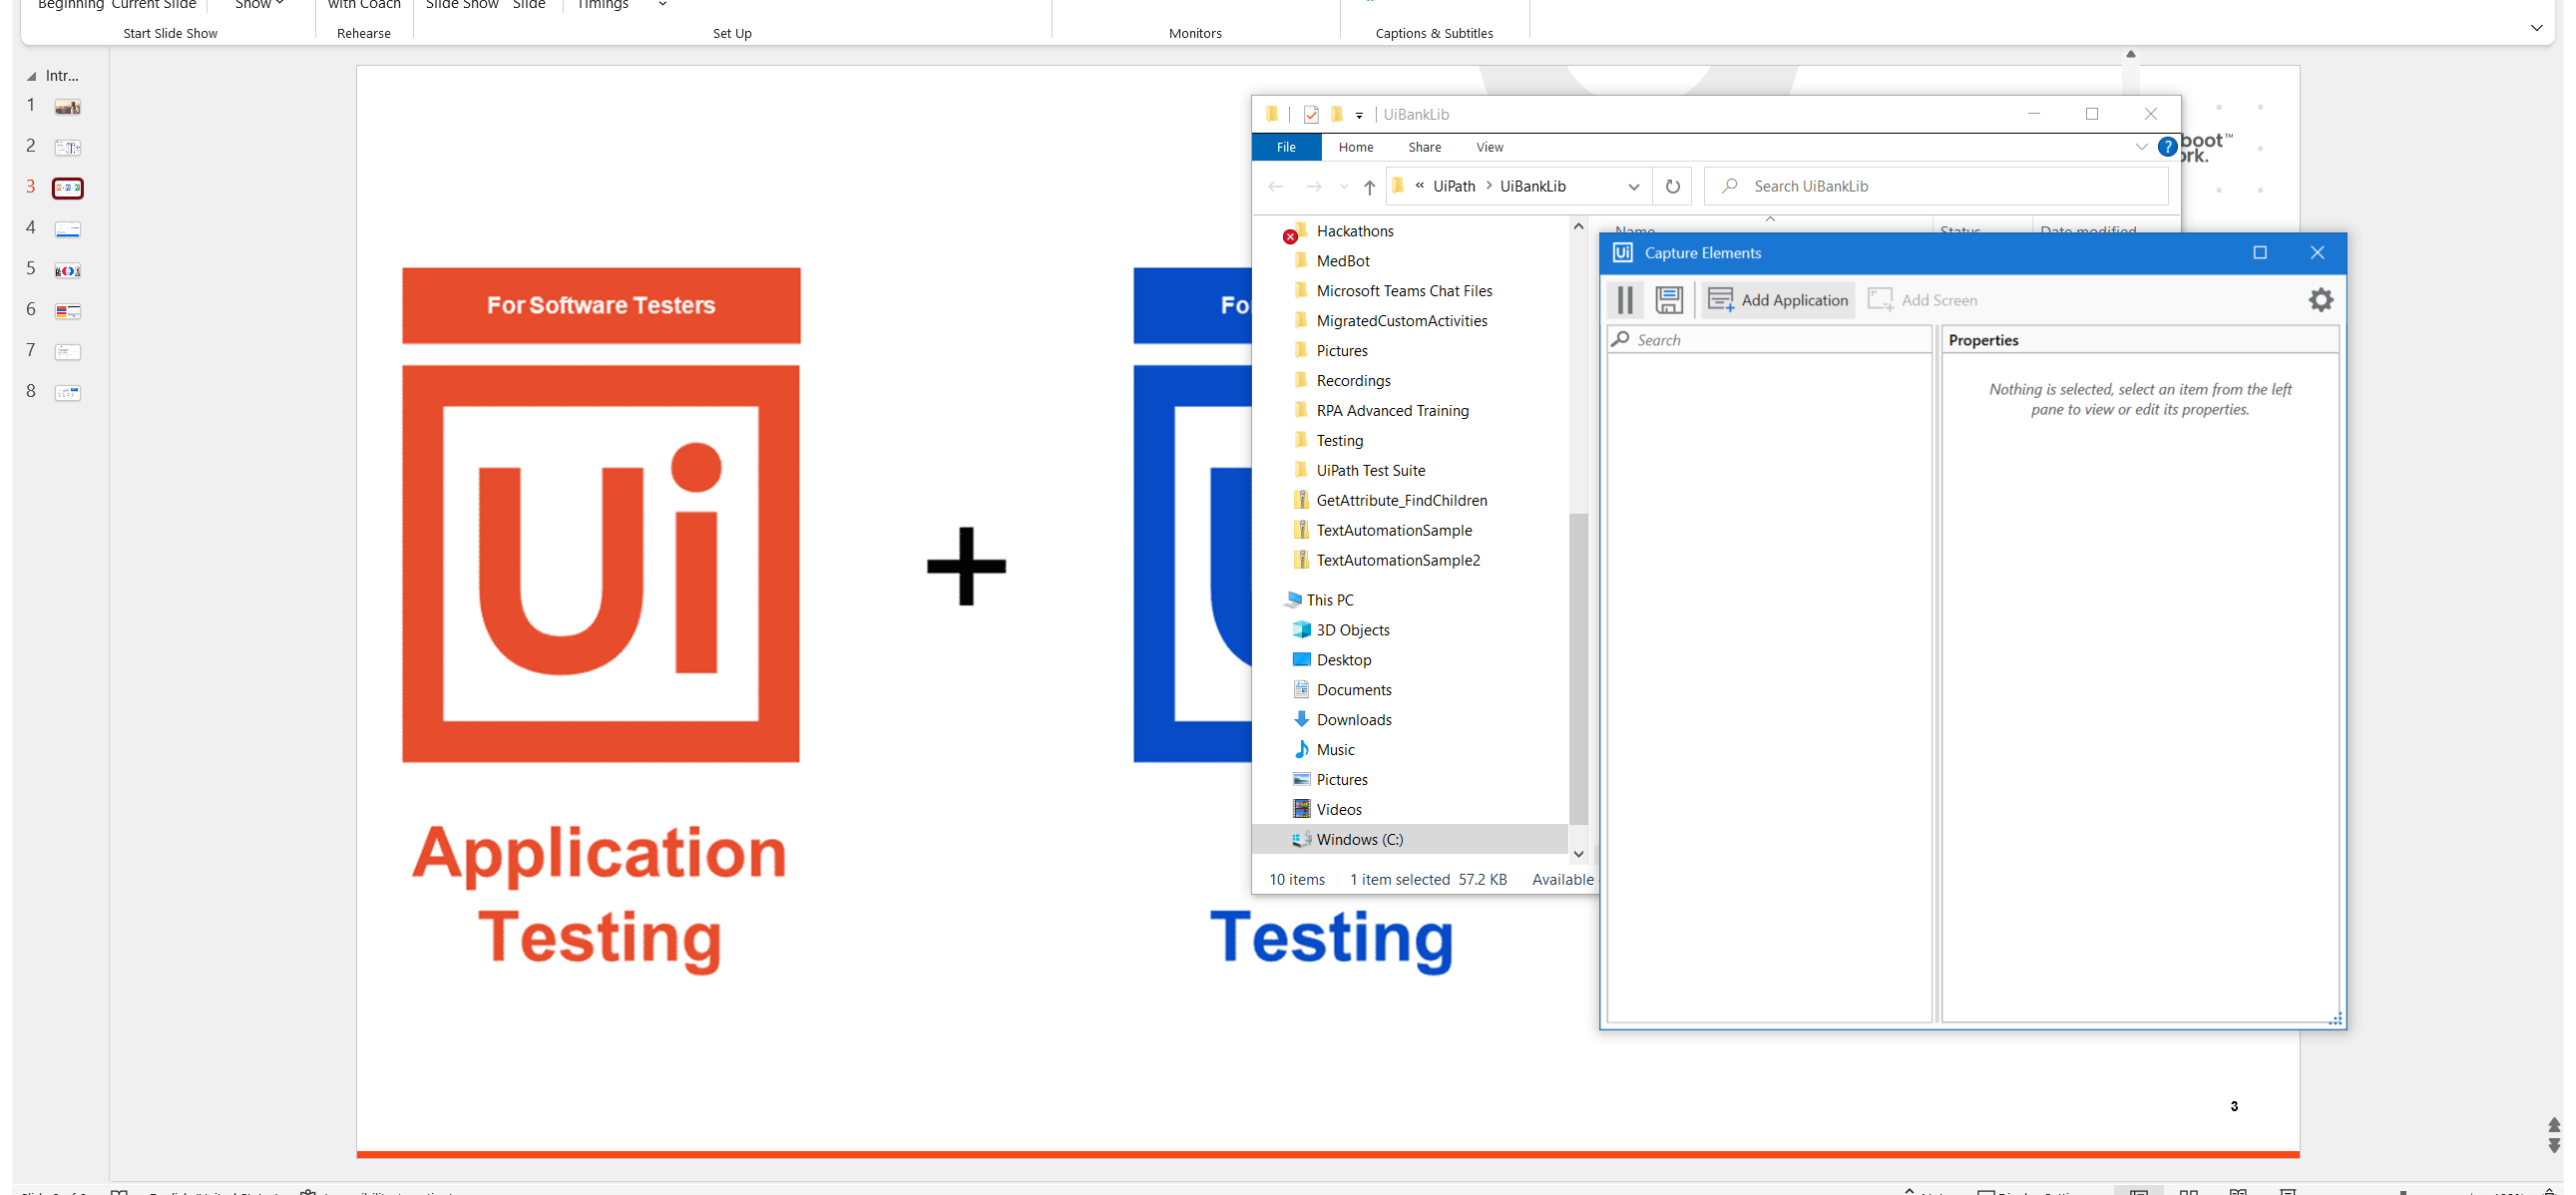 Beginning Current Slide Show with Coach Slide Show Slide Timings
Start Slide Show Rehearse Set Up Monitors Captions & Subtitles
Intr...
1
2
3
4
5
6
7
8
For Software Testers
Ui
+
Application
Testing
Testing
3
boot™
rk.
UiBankLib
File Home Share View
« UiPath > UiBankLib
Search UiBankLib
Name Status Date modified
Hackathons
MedBot
Microsoft Teams Chat Files
MigratedCustomActivities
Pictures
Recordings
RPA Advanced Training
Testing
UiPath Test Suite
GetAttribute_FindChildren
TextAutomationSample
TextAutomationSample2
This PC
3D Objects
Desktop
Documents
Downloads
Music
Pictures
Videos
Windows (C:)
10 items 1 item selected 57.2 KB Available
Ui Capture Elements
Add Application Add Screen
Search
Properties
Nothing is selected, select an item from the left
pane to view or edit its properties.